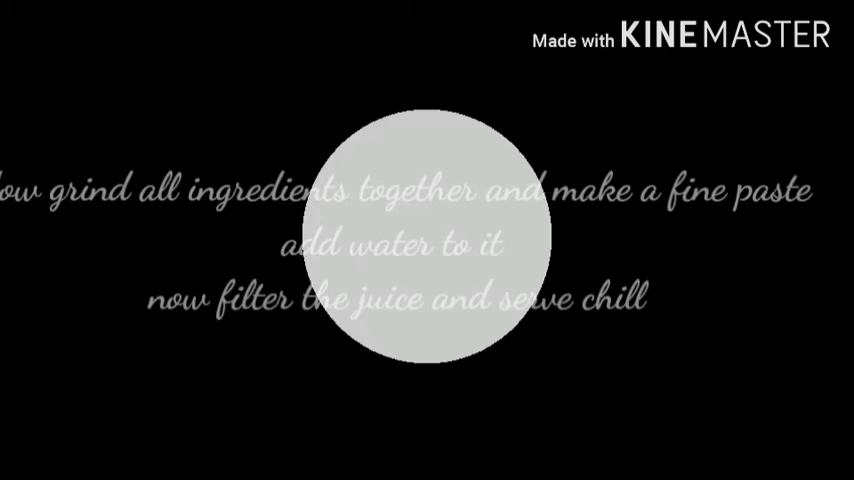 Made with KINEMASTER
grind all ingredients together and make a fine paste
add water to it
now filter the juice and serve chill